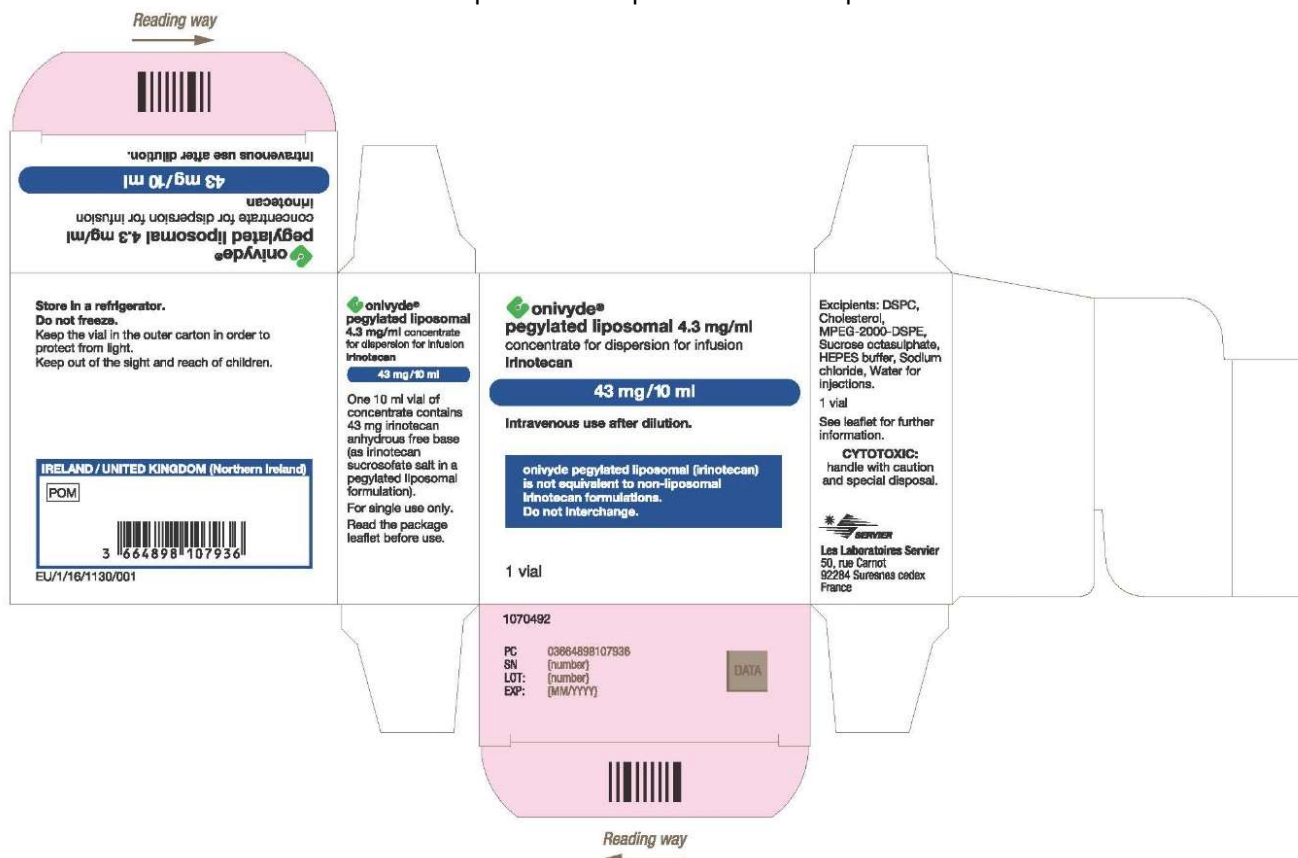 Reading way
Intravenous use after dilution.
43 mg/10 ml
irinotecan
concentrate for dispersion for infusion
pegylated liposomal 4.3 mg/ml
onivyde®
Store in a refrigerator.
Do not freeze.
Keep the vial in the outer carton in order to
protect from light.
Keep out of the sight and reach of children.
IRELAND / UNITED KINGDOM (Northern Ireland)
POM
3 664898 107936
EU/1/16/1130/001
onivyde®
pegylated liposomal
4.3 mg/ml concentrate
for dispersion for infusion
irinotecan
43 mg/10 ml
One 10 ml vial of
concentrate contains
43 mg irinotecan
anhydrous free base
(as irinotecan
sucrosofate salt in a
pegylated liposomal
formulation).
For single use only.
Read the package
leaflet before use.
onivyde®
pegylated liposomal 4.3 mg/ml
concentrate for dispersion for infusion
irinotecan
43 mg/10 ml
Intravenous use after dilution.
onivyde pegylated liposomal (irinotecan)
is not equivalent to non-liposomal
irinotecan formulations.
Do not interchange.
1 vial
Excipients: DSPC,
Cholesterol,
MPEG-2000-DSPE,
Sucrose octasulphate,
HEPES buffer, Sodium
chloride, Water for
injections.
1 vial
See leaflet for further
information.
CYTOTOXIC:
handle with caution
and special disposal.
SERVIER
Les Laboratoires Servier
50, rue Carnot
92284 Suresnes cedex
France
1070492
PC 03664898107936
SN {number}
LOT: {number}
EXP: {MM/YYYY}
DATA
Reading way